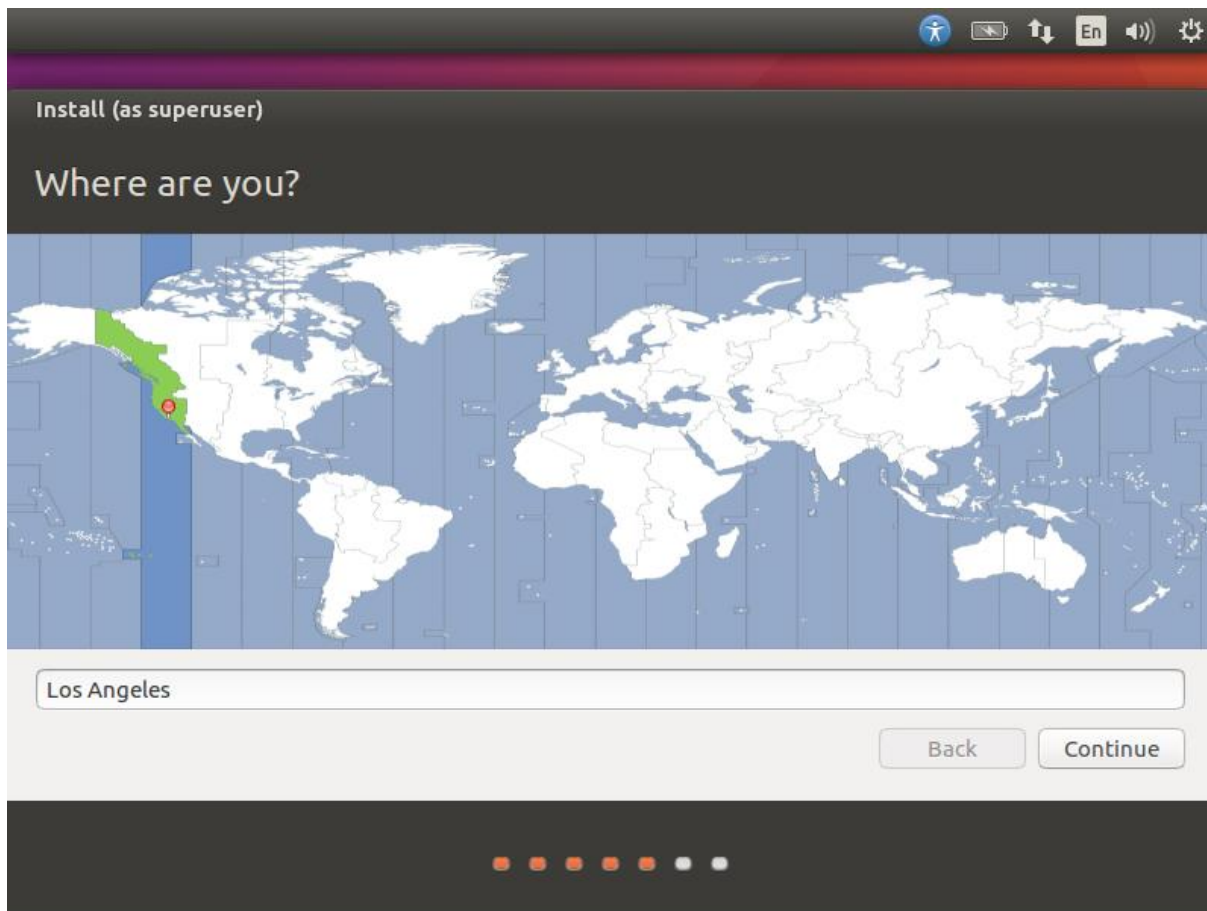 En
Install (as superuser)
Where are you?
Los Angeles
Back Continue